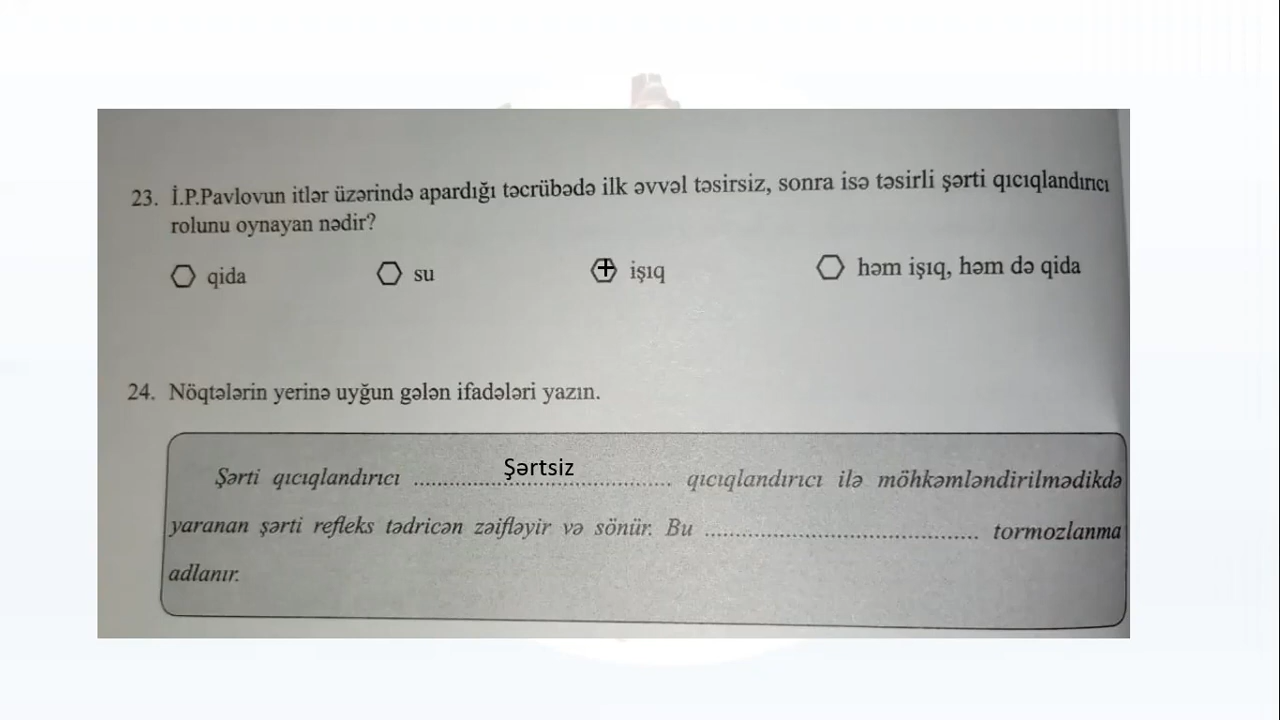 23. İ.P.Pavlovun itlər üzərində apardığı təcrübədə ilk əvvəl təsirsiz, sonra isə təsirli şərti qıcıqlandırıcı
rolunu oynayan nədir?
qida su işıq həm işıq, həm də qida
24. Nöqtələrin yerinə uyğun gələn ifadələri yazın.
Şərti qıcıqlandırıcı ......Şərtsiz...... qıcıqlandırıcı ilə möhkəmləndirilmədikdə
yaranan şərti refleks tədricən zəifləyir və sönür. Bu ........................................ tormozlanma
adlanır.